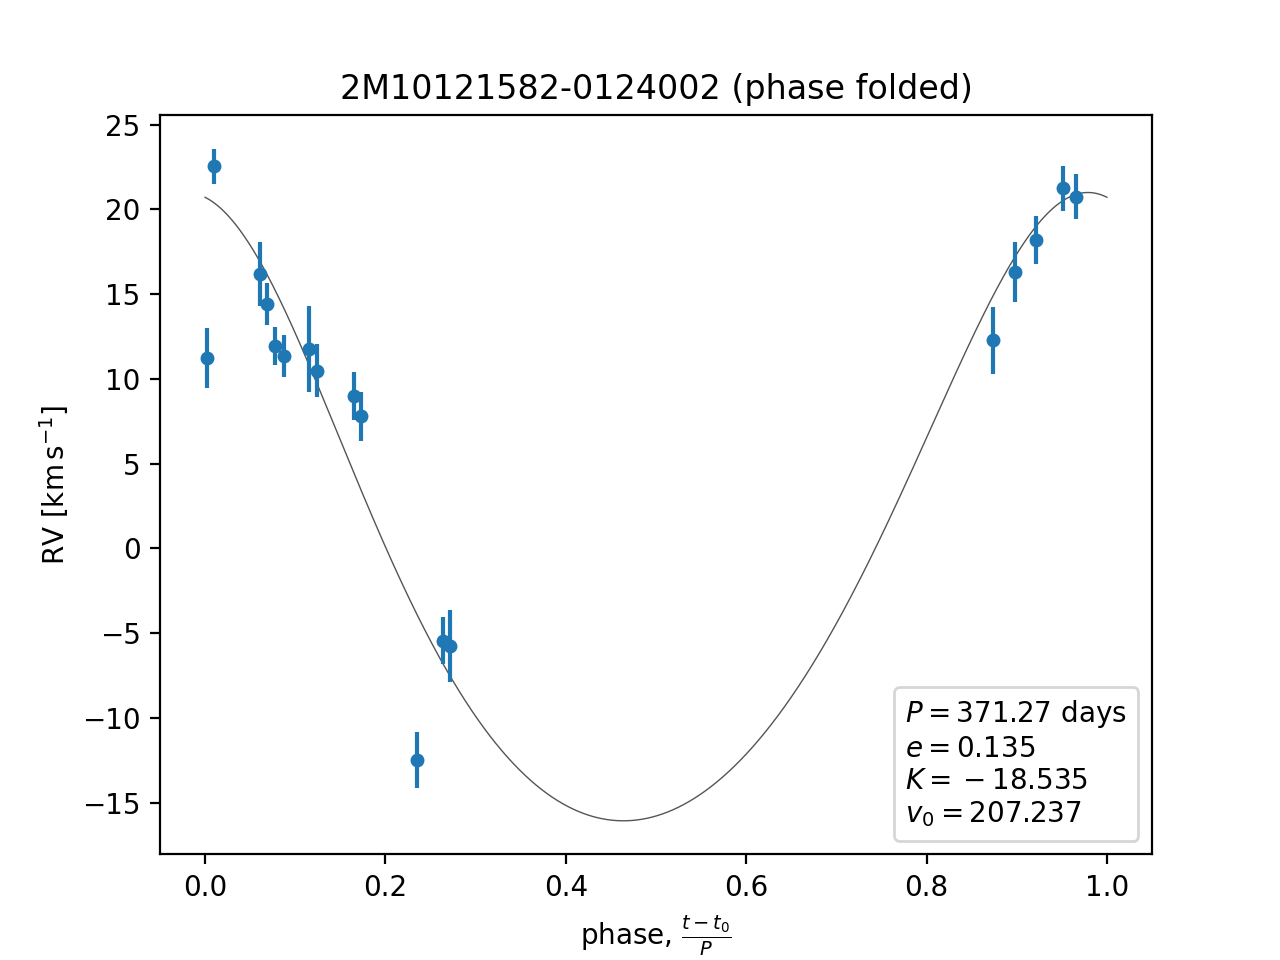 2M10121582-0124002 (phase folded)
RV [km s⁻¹]
25
20
15
10
5
0
−5
−10
−15
0.0 0.2 0.4 0.6 0.8 1.0
phase, (t − t₀)/P
P = 371.27 days
e = 0.135
K = −18.535
v₀ = 207.237